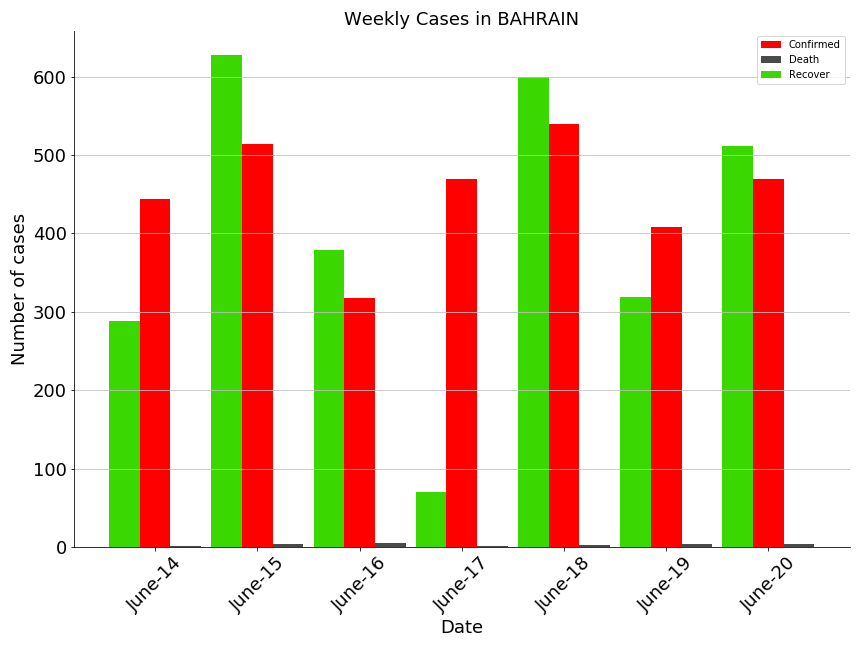 Weekly Cases in BAHRAIN
Confirmed
Death
Recover
Number of cases
600
500
400
300
200
100
0
June-14
June-15
June-16
June-17
June-18
June-19
June-20
Date